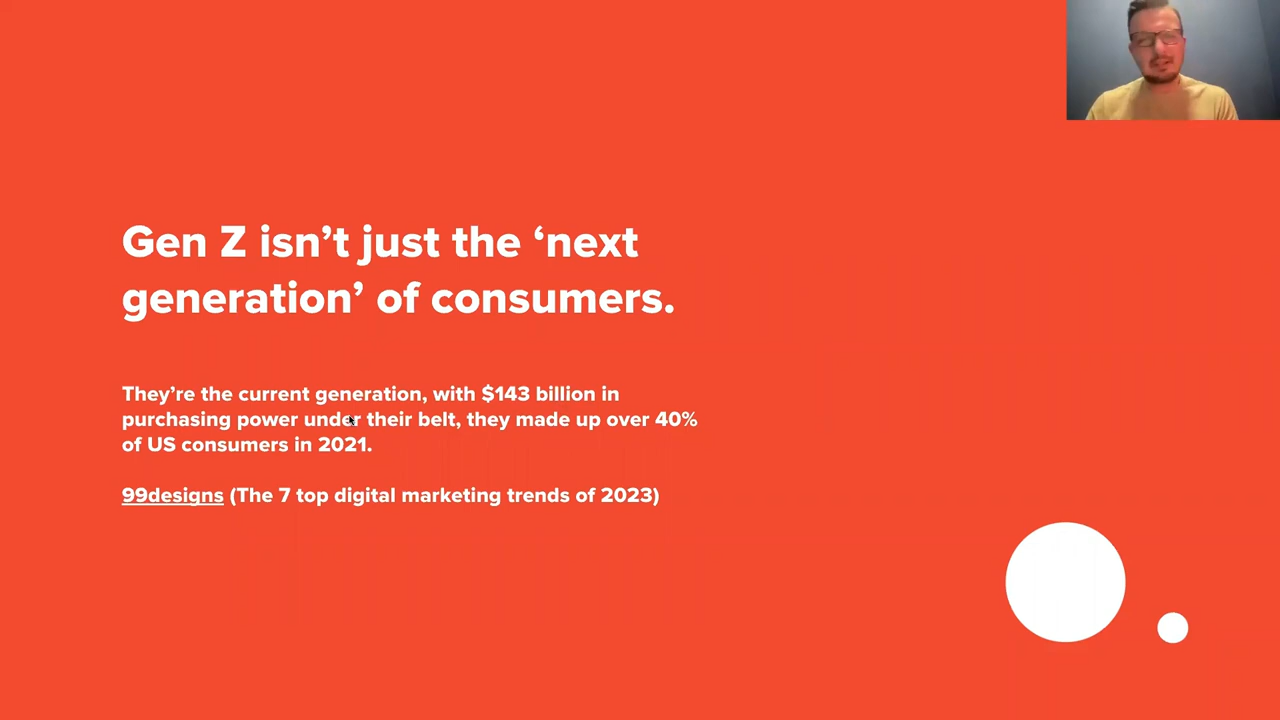 Gen Z isn’t just the ‘next
generation’ of consumers.
They’re the current generation, with $143 billion in
purchasing power under their belt, they made up over 40%
of US consumers in 2021.
99designs (The 7 top digital marketing trends of 2023)